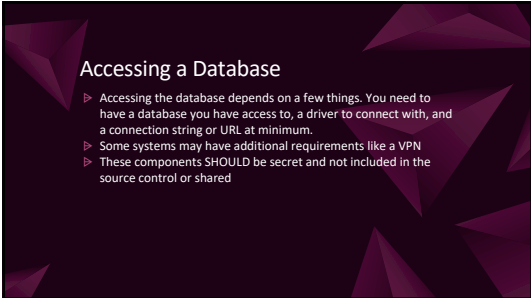 Accessing a Database
Accessing the database depends on a few things. You need to
have a database you have access to, a driver to connect with, and
a connection string or URL at minimum.
Some systems may have additional requirements like a VPN
These components SHOULD be secret and not included in the
source control or shared